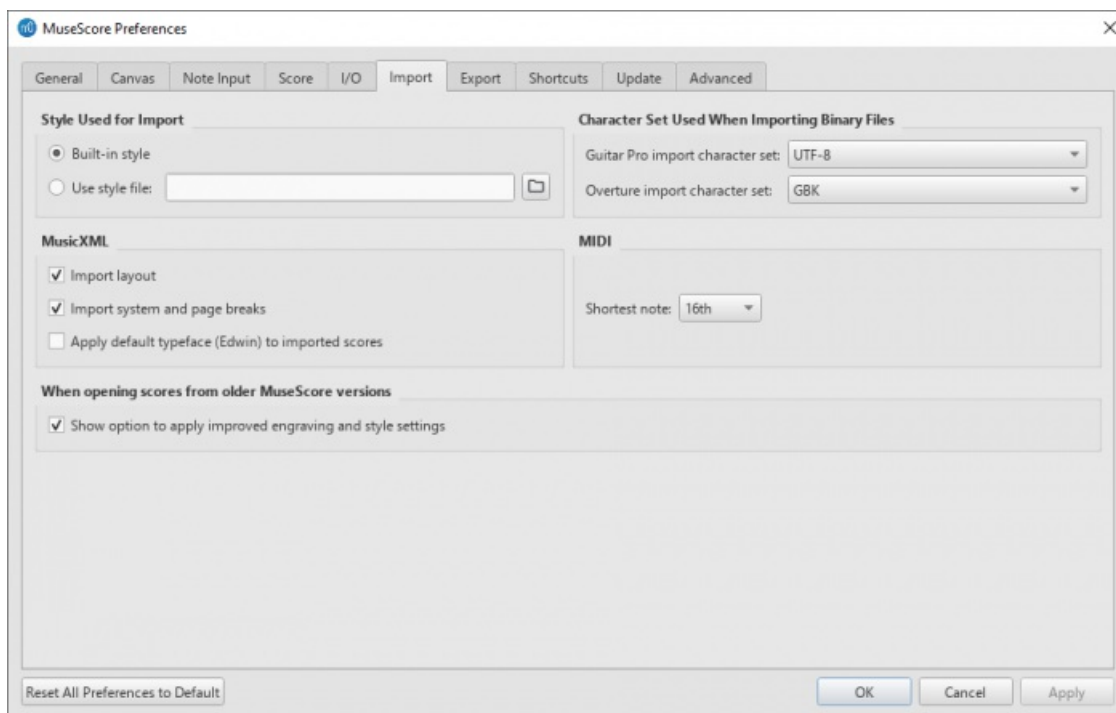 MuseScore Preferences
General Canvas Note Input Score I/O Import Export Shortcuts Update Advanced
Style Used for Import
Built-in style
Use style file:
Character Set Used When Importing Binary Files
Guitar Pro import character set: UTF-8
Overture import character set: GBK
MusicXML
Import layout
Import system and page breaks
Apply default typeface (Edwin) to imported scores
MIDI
Shortest note: 16th
When opening scores from older MuseScore versions
Show option to apply improved engraving and style settings
Reset All Preferences to Default OK Cancel Apply